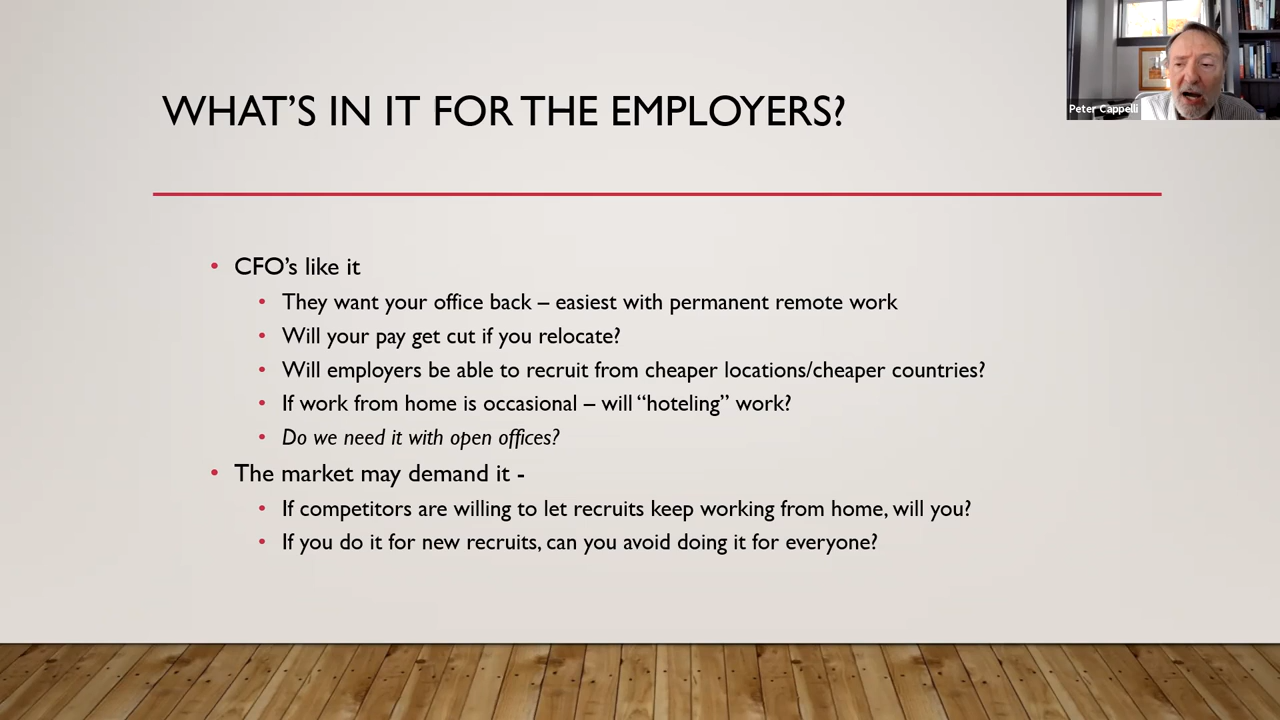 WHAT’S IN IT FOR THE EMPLOYERS?
Peter Cappelli
• CFO’s like it
• They want your office back – easiest with permanent remote work
• Will your pay get cut if you relocate?
• Will employers be able to recruit from cheaper locations/cheaper countries?
• If work from home is occasional – will “hoteling” work?
• Do we need it with open offices?
• The market may demand it -
• If competitors are willing to let recruits keep working from home, will you?
• If you do it for new recruits, can you avoid doing it for everyone?